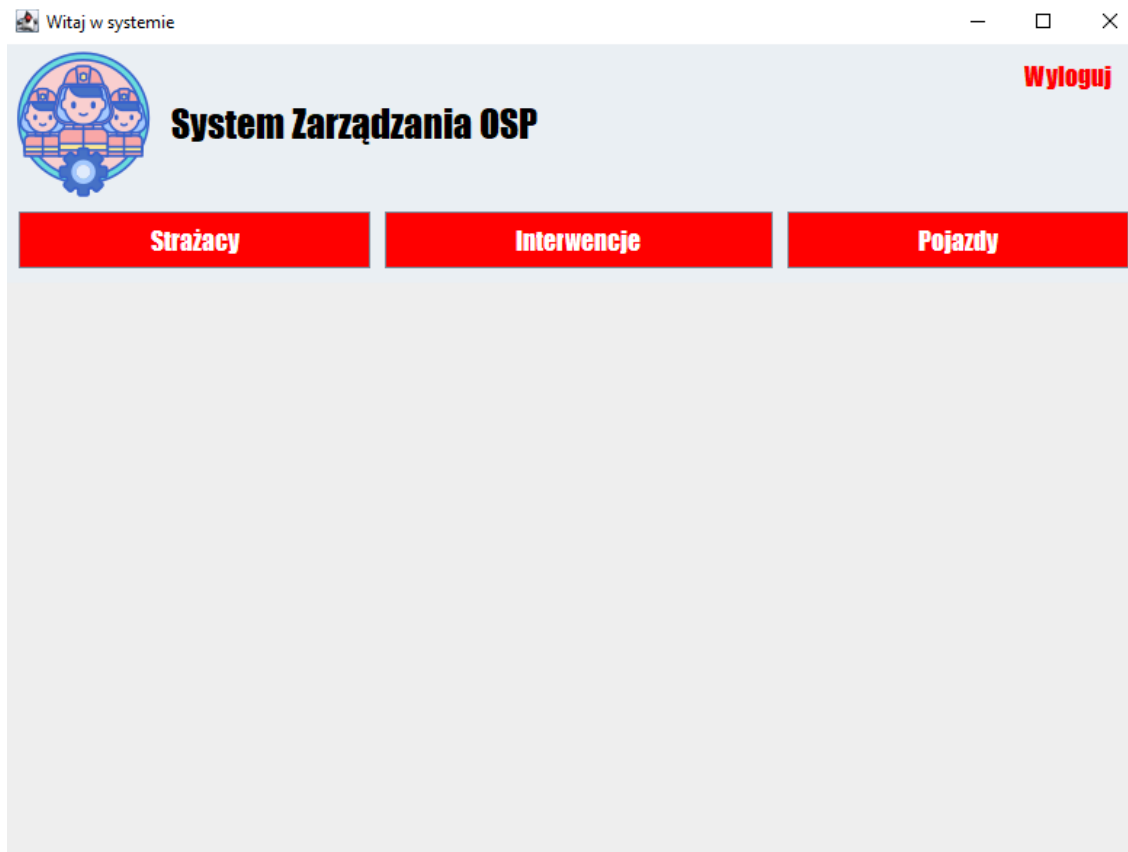 Witaj w systemie
Wyloguj
System Zarządzania OSP
Strażacy Interwencje Pojazdy